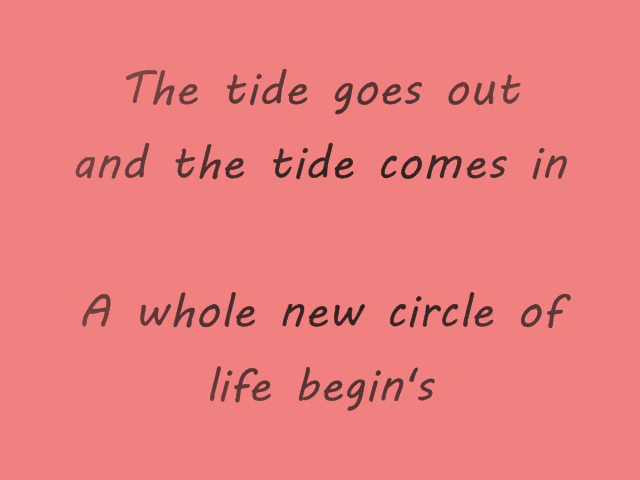 The tide goes out
and the tide comes in
A whole new circle of
life begin's